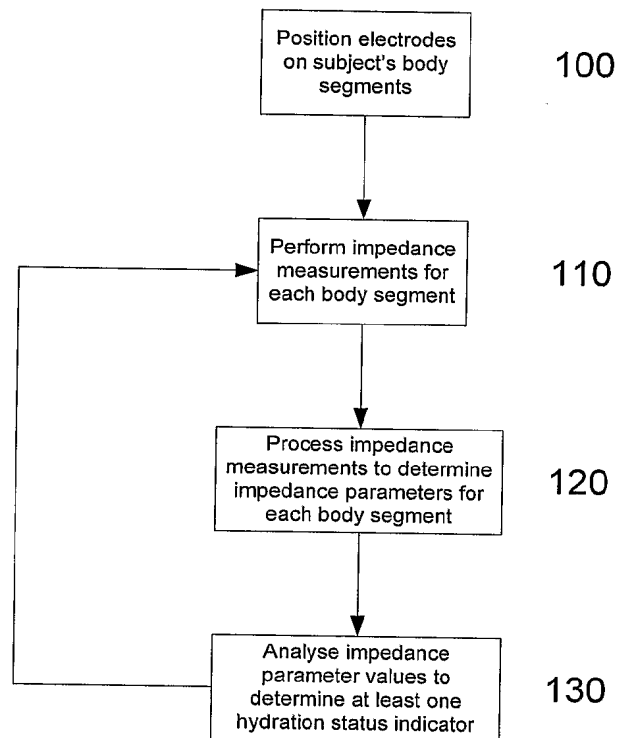 Position electrodes
on subject's body
segments
100
Perform impedance
measurements for
each body segment
110
Process impedance
measurements to determine
impedance parameters for
each body segment
120
Analyse impedance
parameter values to
determine at least one
hydration status indicator
130